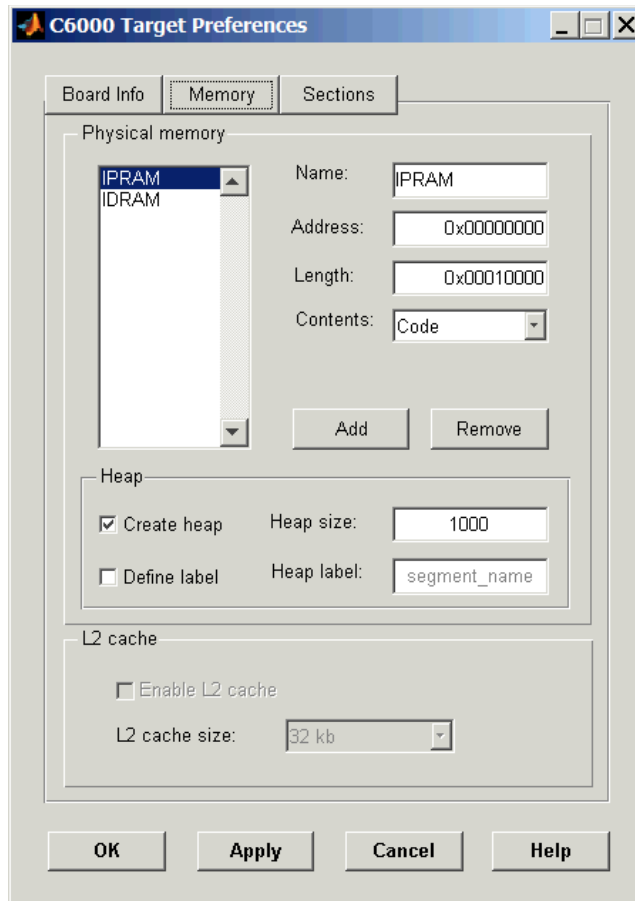 C6000 Target Preferences
Board Info Memory Sections
Physical memory
IPRAM
IDRAM
Name: IPRAM
Address: 0x00000000
Length: 0x00010000
Contents: Code
Add Remove
Heap
Create heap Heap size: 1000
Define label Heap label: segment_name
L2 cache
Enable L2 cache
L2 cache size: 32 kb
OK Apply Cancel Help